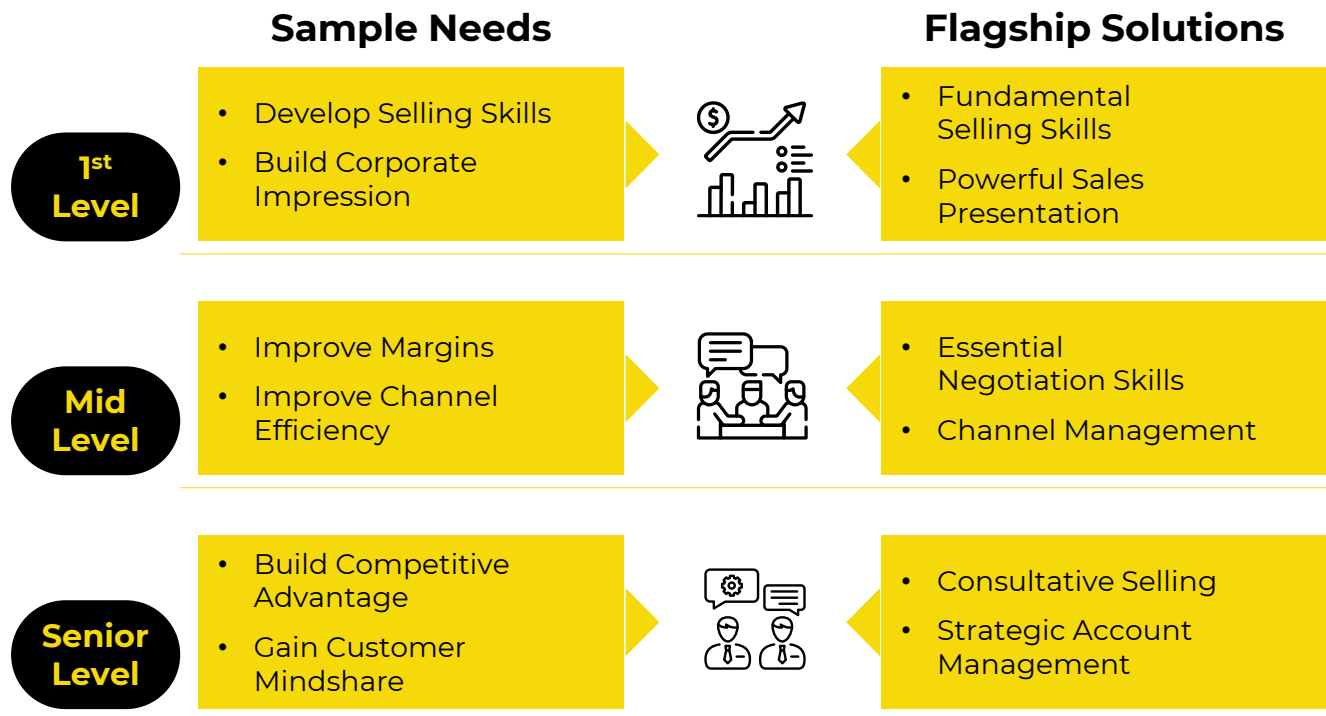 Sample Needs
Flagship Solutions
1st
Level
• Develop Selling Skills
• Build Corporate
Impression
$
• Fundamental
Selling Skills
• Powerful Sales
Presentation
Mid
Level
• Improve Margins
• Improve Channel
Efficiency
• Essential
Negotiation Skills
• Channel Management
Senior
Level
• Build Competitive
Advantage
• Gain Customer
Mindshare
• Consultative Selling
• Strategic Account
Management